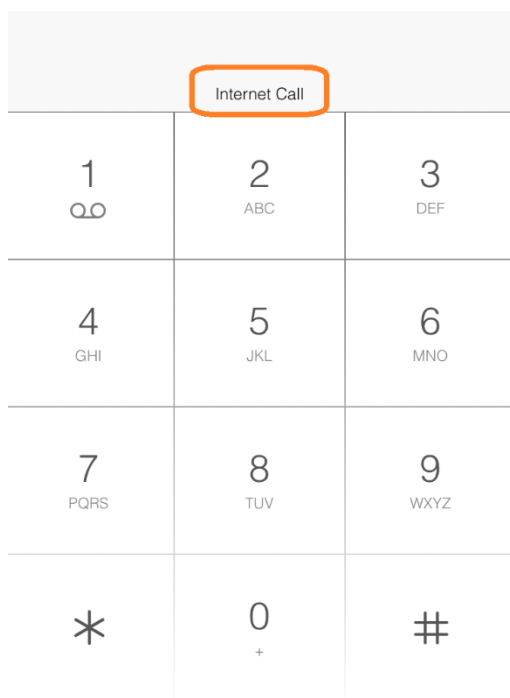 Internet Call
1 2 3
ABC DEF
4 5 6
GHI JKL MNO
7 8 9
PQRS TUV WXYZ
* 0 #
+